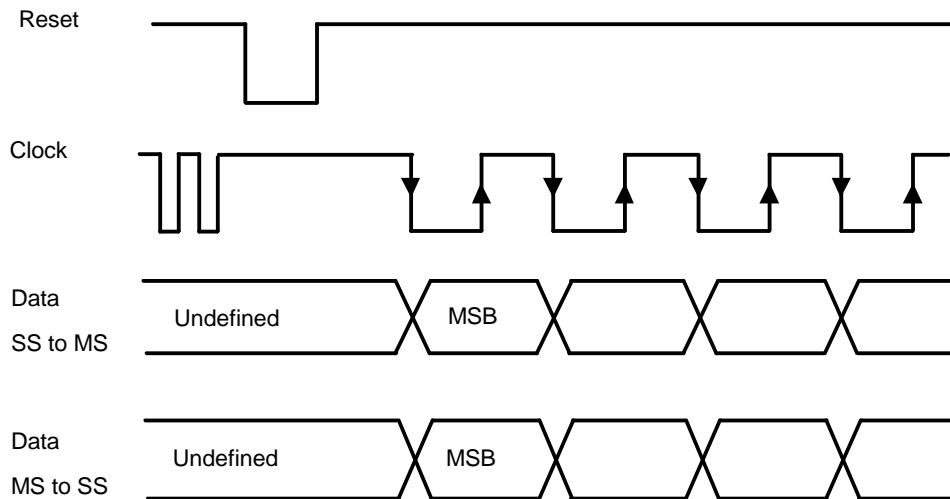 Reset
Clock
Data
SS to MS
Undefined
MSB
Data
MS to SS
Undefined
MSB